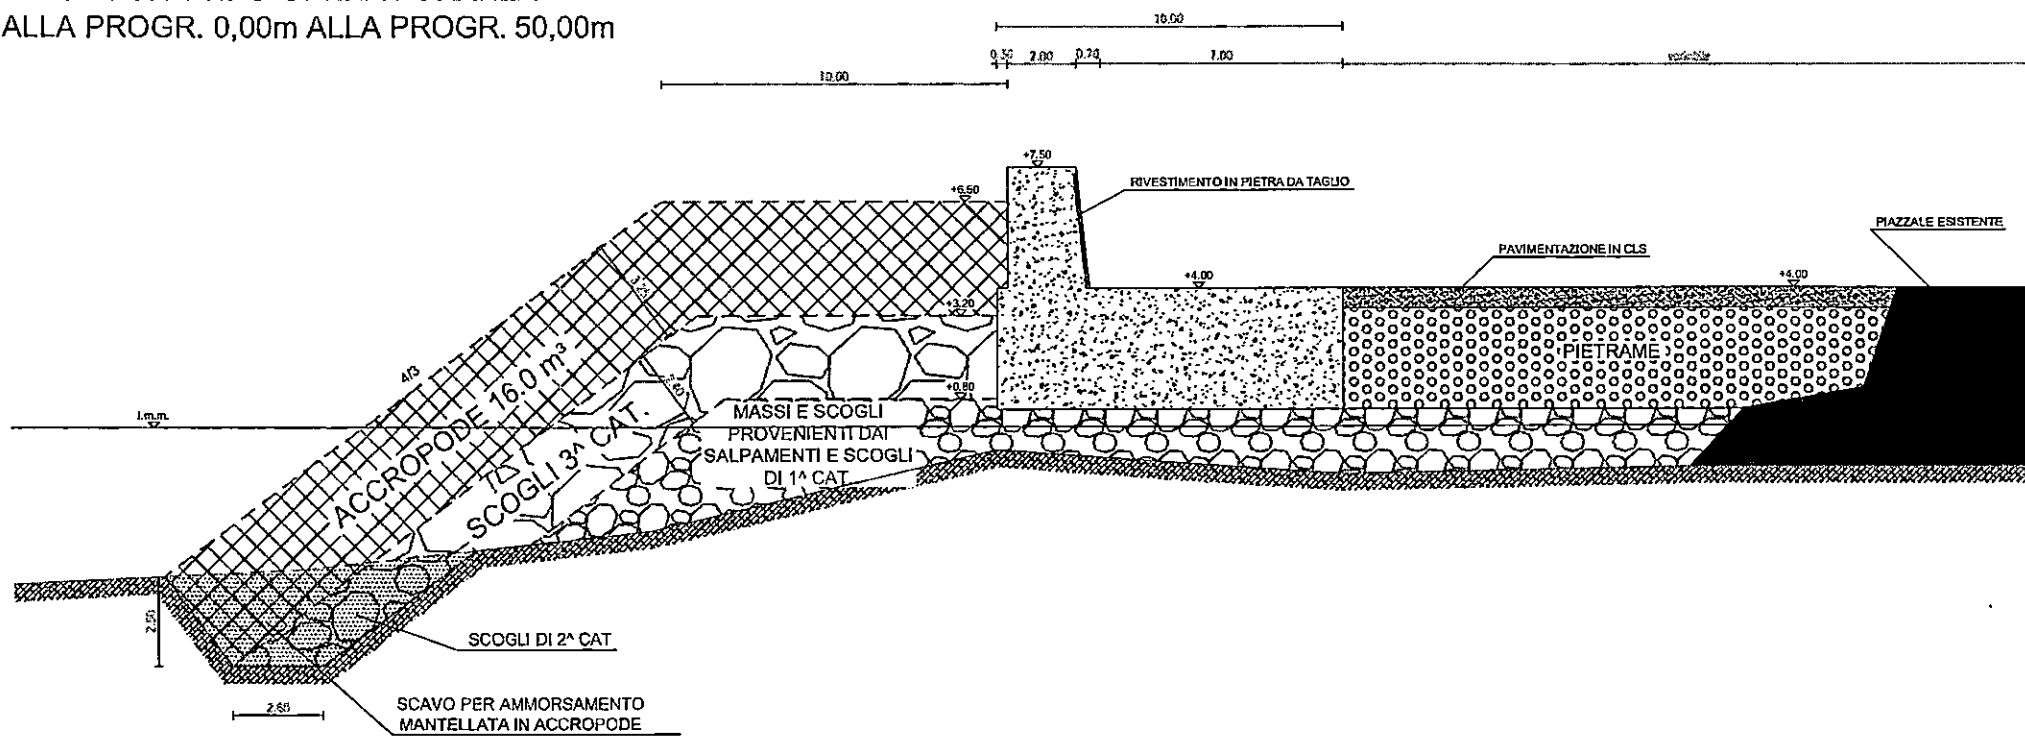 ALLA PROGR. 0,00m ALLA PROGR. 50,00m
10.00
0.30 2.00 0.70 7.00 variabile
10.00
+7.50
RIVESTIMENTO IN PIETRA DA TAGLIO
+6.50
PIAZZALE ESISTENTE
PAVIMENTAZIONE IN CLS
+4.00
+4.00
+3.20
PIETRAME
4/3
ACCROPODE 16.0 m³
SCOGLI 3^ CAT.
+0.80
l.m.m.
MASSI E SCOGLI
PROVENIENTI DAI
SALPAMENTI E SCOGLI
DI 1^ CAT
2.50
SCOGLI DI 2^ CAT
2.60
SCAVO PER AMMORSAMENTO
MANTELLATA IN ACCROPODE